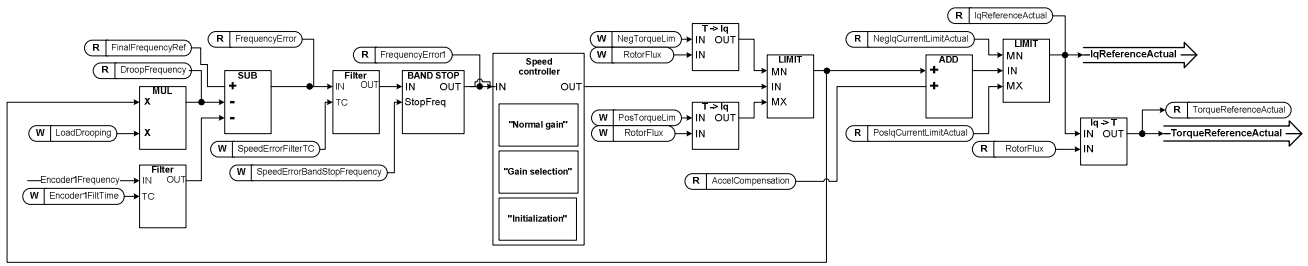 R FinalFrequencyRef
R DroopFrequency
MUL
X
X
W LoadDrooping
Encoder1Frequency
W Encoder1FiltTime
Filter
IN OUT
TC
R FrequencyError
SUB
+
-
-
Filter
IN OUT
TC
W SpeedErrorFilterTC
W SpeedErrorBandStopFrequency
R FrequencyError1
BAND STOP
IN OUT
StopFreq
Speed
controller
IN OUT
"Normal gain"
"Gain selection"
"Initialization"
W NegTorqueLim
W RotorFlux
T -> Iq
IN OUT
IN
W PosTorqueLim
W RotorFlux
T -> Iq
IN OUT
IN
LIMIT
MN
IN
MX
R AccelCompensation
R IqReferenceActual
R NegIqCurrentLimitActual
ADD
+
+
R PosIqCurrentLimitActual
LIMIT
MN
IN
MX
IqReferenceActual
R RotorFlux
Iq -> T
IN OUT
IN
R TorqueReferenceActual
TorqueReferenceActual